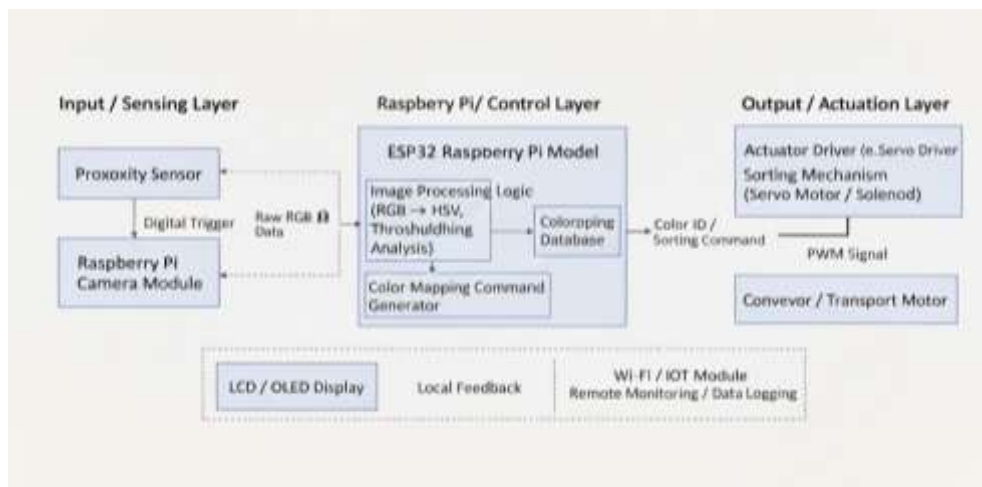 Input / Sensing Layer
Raspbery Pi/ Control Layer
Output / Actuation Layer
Proxoxity Sensor
Digital Trigger
Raspberry Pi
Camera Module
Raw RGB
Data
ESP32 Raspberry Pi Model
Image Processing Logic
(RGB → HSV,
Throshuldhing
Analysis)
Coloroping
Database
Color Mapping Command
Generator
Color ID /
Sorting Command
Actuator Driver (e.Servo Driver
Sorting Mechanism
(Servo Motor / Solenod)
PWM Signal
Convevor / Transport Motor
LCD / OLED Display
Local Feedback
Wi-Fi / IOT Module
Remote Monitoring / Data Logging